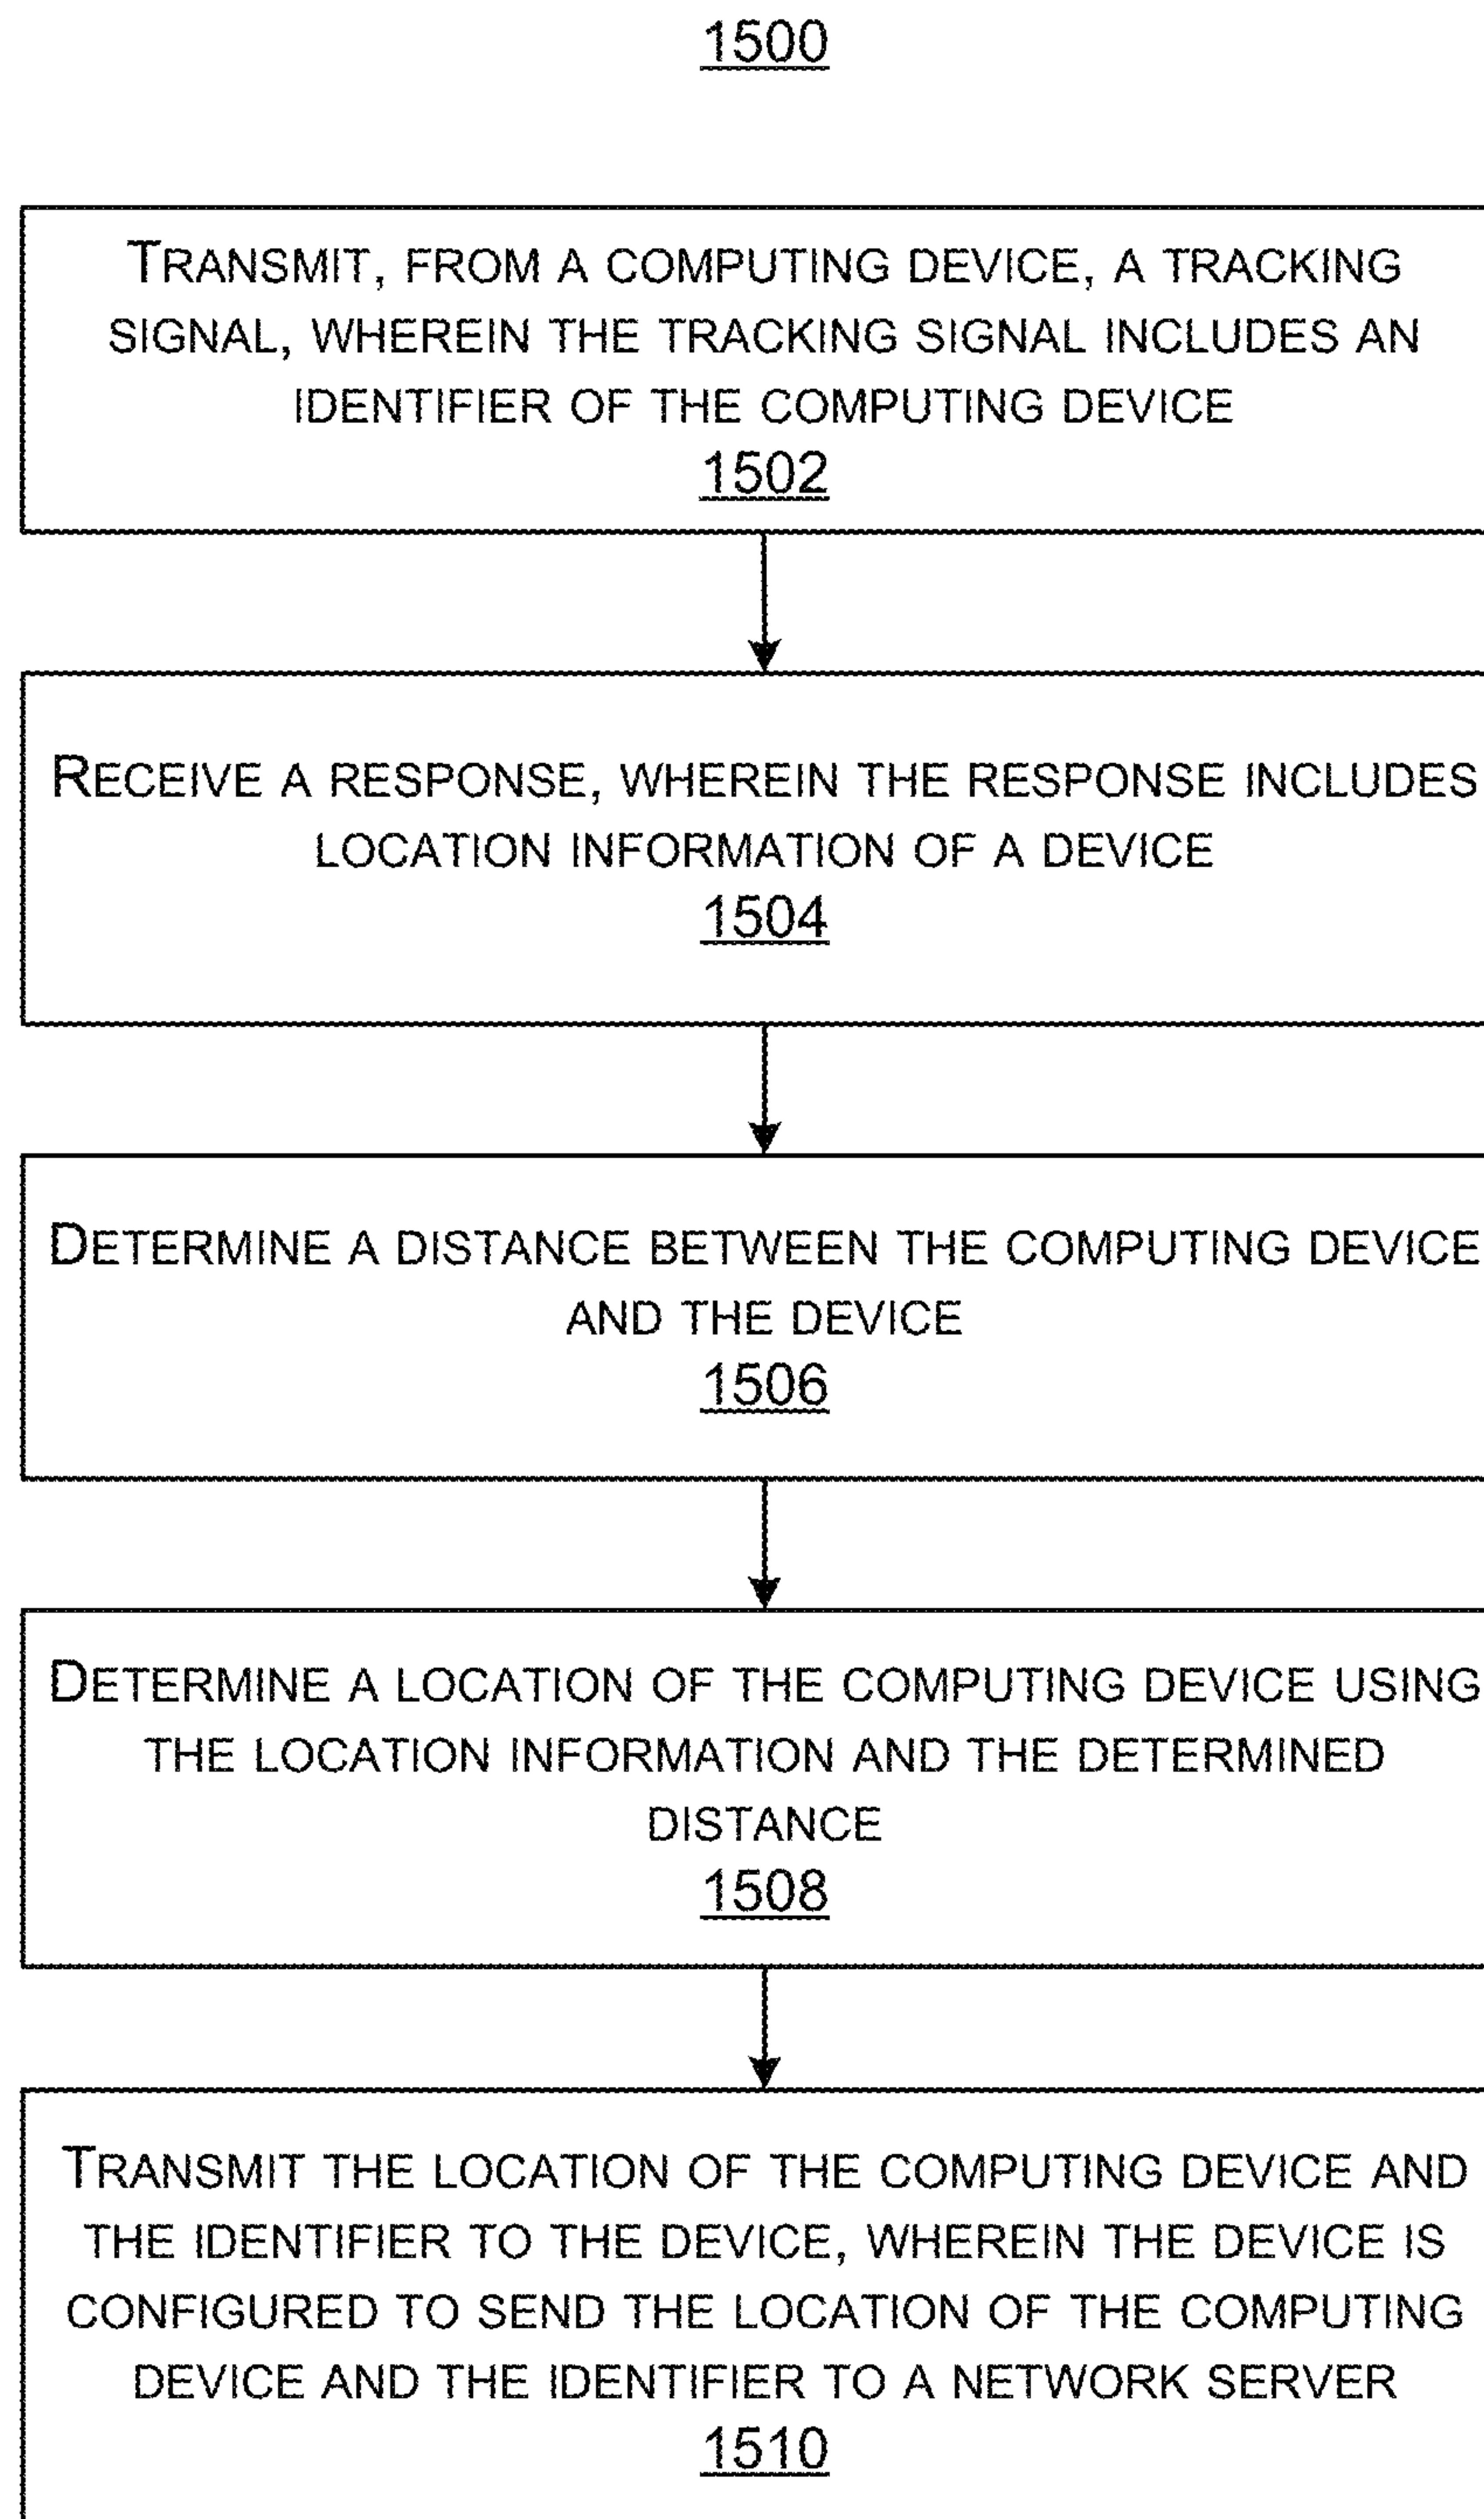 1500
TRANSMIT, FROM A COMPUTING DEVICE, A TRACKING
SIGNAL, WHEREIN THE TRACKING SIGNAL INCLUDES AN
IDENTIFIER OF THE COMPUTING DEVICE
1502
RECEIVE A RESPONSE, WHEREIN THE RESPONSE INCLUDES
LOCATION INFORMATION OF A DEVICE
1504
DETERMINE A DISTANCE BETWEEN THE COMPUTING DEVICE
AND THE DEVICE
1506
DETERMINE A LOCATION OF THE COMPUTING DEVICE USING
THE LOCATION INFORMATION AND THE DETERMINED
DISTANCE
1508
TRANSMIT THE LOCATION OF THE COMPUTING DEVICE AND
THE IDENTIFIER TO THE DEVICE, WHEREIN THE DEVICE IS
CONFIGURED TO SEND THE LOCATION OF THE COMPUTING
DEVICE AND THE IDENTIFIER TO A NETWORK SERVER
1510